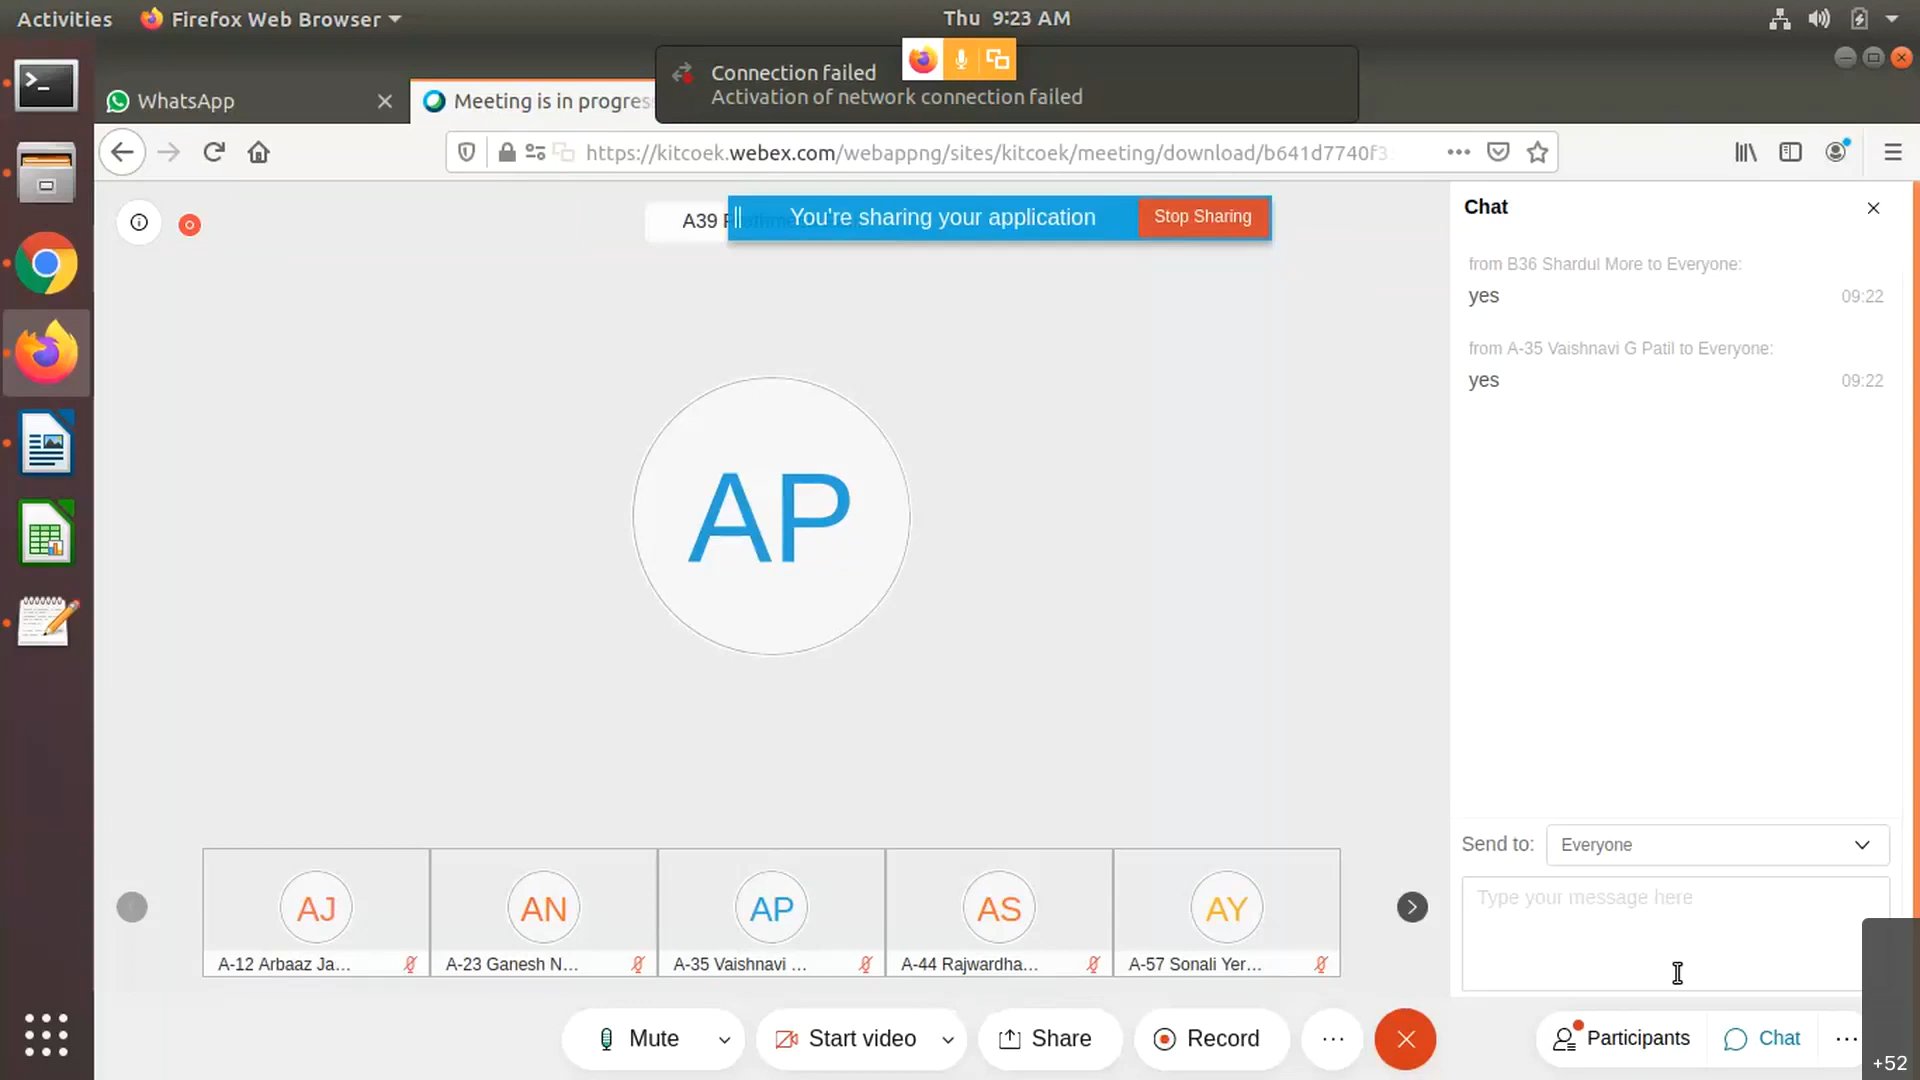 Activities
Firefox Web Browser
Thu 9:23 AM
Connection failed
Activation of network connection failed
WhatsApp
Meeting is in progres
https://kitcoek.webex.com/webappng/sites/kitcoek/meeting/download/b641d7740f3
A39
You're sharing your application
Stop Sharing
Chat
from B36 Shardul More to Everyone:
yes
09:22
from A-35 Vaishnavi G Patil to Everyone:
yes
09:22
AP
Send to:
Everyone
Type your message here
AJ
AN
AP
AS
AY
A-12 Arbaaz Ja...
A-23 Ganesh N...
A-35 Vaishnavi ...
A-44 Rajwardha...
A-57 Sonali Yer...
Mute
Start video
Share
Record
Participants
Chat
+52